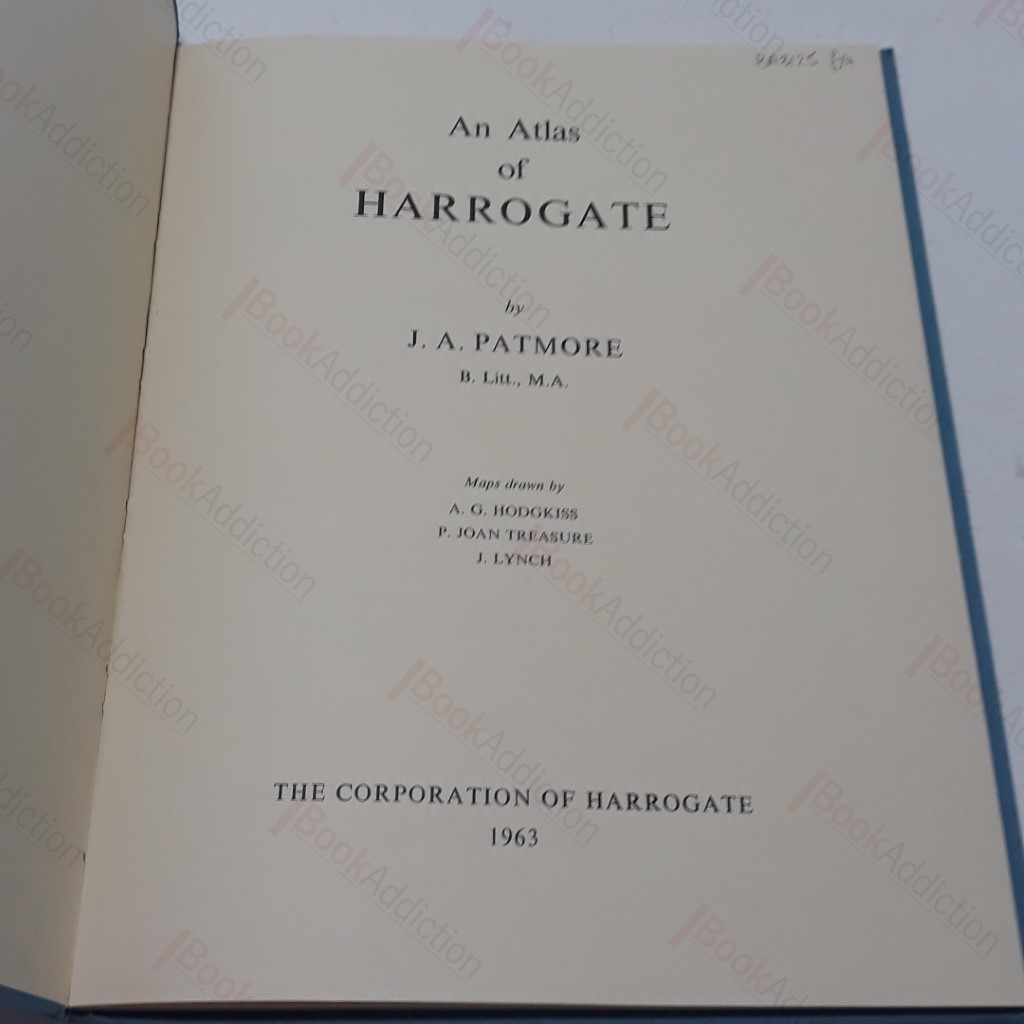 An Atlas
of
HARROGATE
by
J. A. PATMORE
B. Litt., M.A.
Maps drawn by
A. G. HODGKISS
P. JOAN TREASURE
J. LYNCH
THE CORPORATION OF HARROGATE
1963
BookAddiction